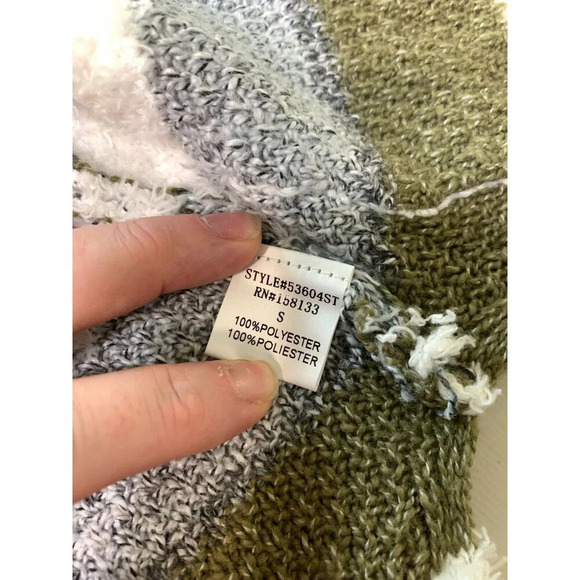 STYLE#53604ST
RN#158133
S
100%POLYESTER
100%POLIESTER